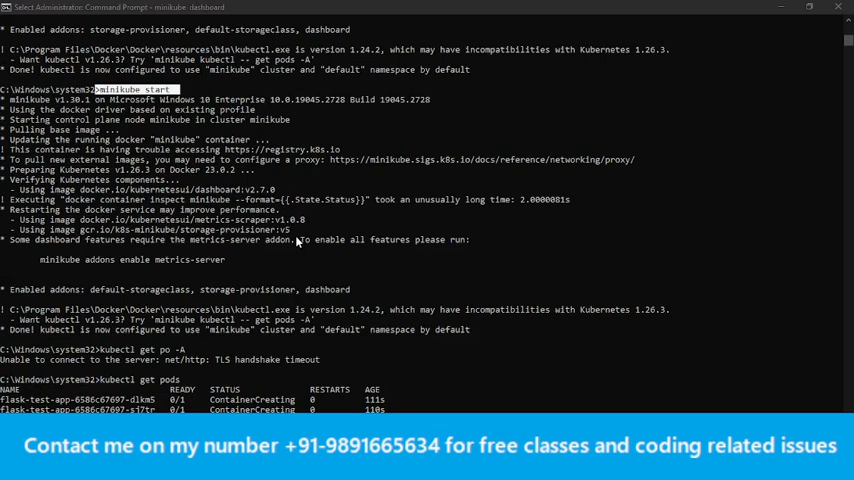 Select Administrator: Command Prompt - minikube dashboard
* Enabled addons: storage-provisioner, default-storageclass, dashboard
! C:\Program Files\Docker\Docker\resources\bin\kubectl.exe is version 1.24.2, which may have incompatibilities with Kubernetes 1.26.3.
- Want kubectl v1.26.3? Try 'minikube kubectl -- get pods -A'
* Done! kubectl is now configured to use "minikube" cluster and "default" namespace by default
C:\Windows\system32>minikube start
* minikube v1.30.1 on Microsoft Windows 10 Enterprise 10.0.19045.2728 Build 19045.2728
* Using the docker driver based on existing profile
* Starting control plane node minikube in cluster minikube
* Pulling base image ...
* Updating the running docker "minikube" container ...
! This container is having trouble accessing https://registry.k8s.io
* To pull new external images, you may need to configure a proxy: https://minikube.sigs.k8s.io/docs/reference/networking/proxy/
* Preparing Kubernetes v1.26.3 on Docker 23.0.2 ...
* Verifying Kubernetes components...
- Using image docker.io/kubernetesui/dashboard:v2.7.0
! Executing "docker container inspect minikube --format={{.State.Status}}" took an unusually long time: 2.0000081s
* Restarting the docker service may improve performance.
- Using image docker.io/kubernetesui/metrics-scraper:v1.0.8
- Using image gcr.io/k8s-minikube/storage-provisioner:v5
* Some dashboard features require the metrics-server addon. To enable all features please run:
minikube addons enable metrics-server
* Enabled addons: default-storageclass, storage-provisioner, dashboard
! C:\Program Files\Docker\Docker\resources\bin\kubectl.exe is version 1.24.2, which may have incompatibilities with Kubernetes 1.26.3.
- Want kubectl v1.26.3? Try 'minikube kubectl -- get pods -A'
* Done! kubectl is now configured to use "minikube" cluster and "default" namespace by default
C:\Windows\system32>kubectl get po -A
Unable to connect to the server: net/http: TLS handshake timeout
C:\Windows\system32>kubectl get pods
NAME READY STATUS RESTARTS AGE
flask-test-app-6586c67697-dlkm5 0/1 ContainerCreating 0 111s
flask-test-app-6586c67697-sj7tr 0/1 ContainerCreating 0 110s
Contact me on my number +91-9891665634 for free classes and coding related issues